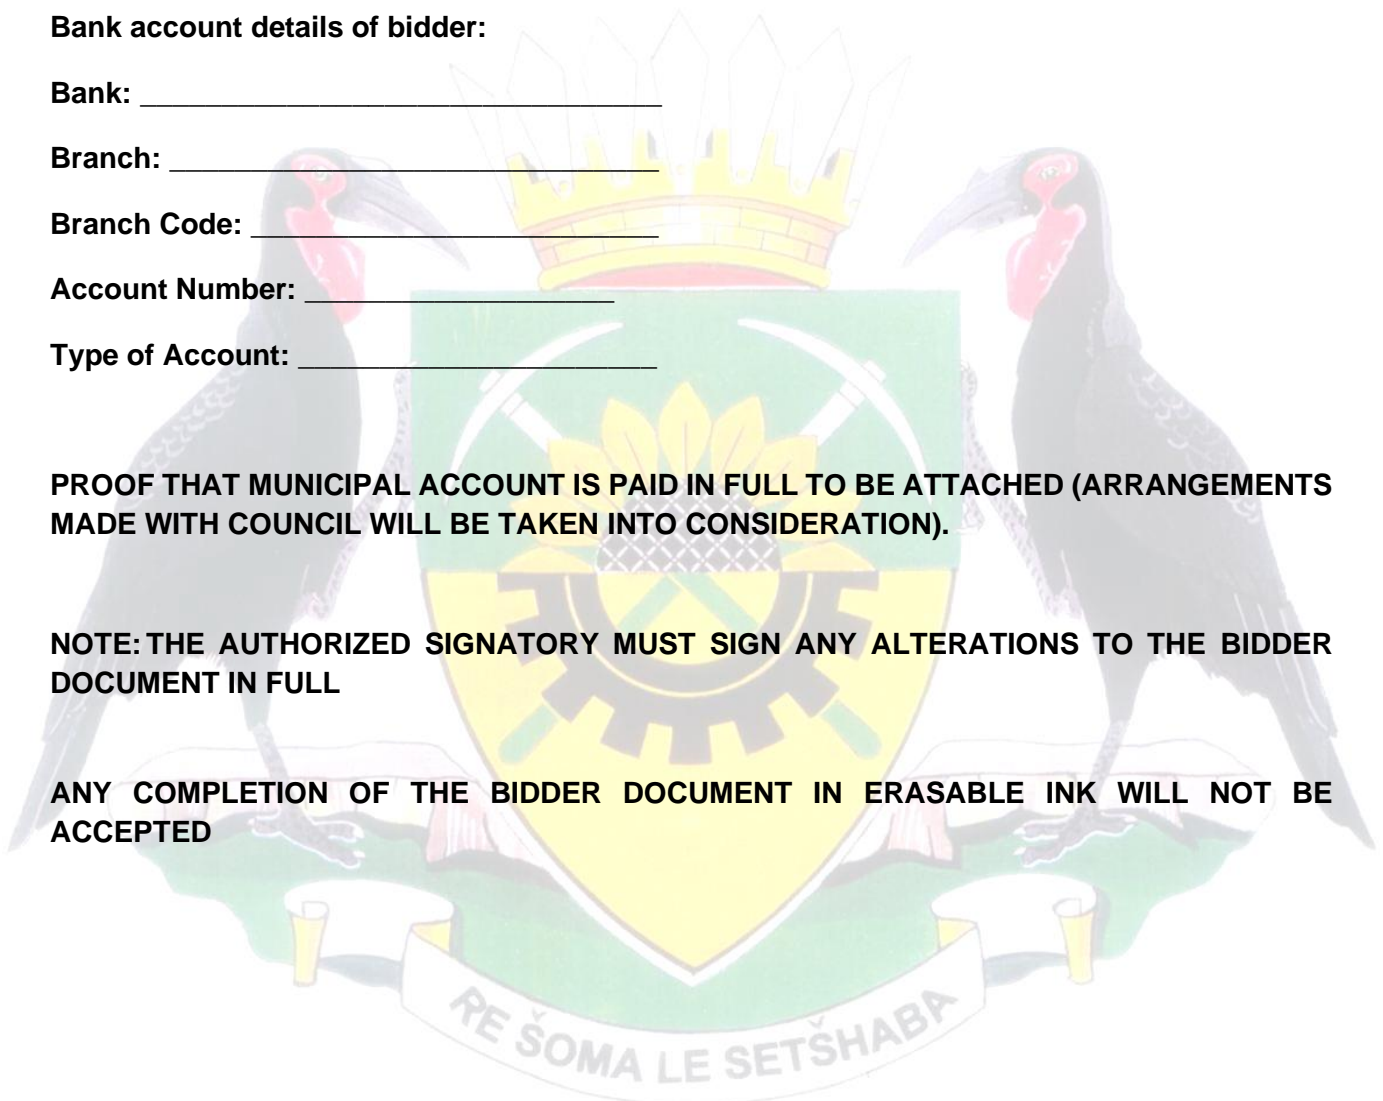 Bank account details of bidder:
Bank: ________________________________
Branch: ______________________________
Branch Code: _________________________
Account Number: ___________________
Type of Account: ______________________
PROOF THAT MUNICIPAL ACCOUNT IS PAID IN FULL TO BE ATTACHED (ARRANGEMENTS
MADE WITH COUNCIL WILL BE TAKEN INTO CONSIDERATION).
NOTE: THE AUTHORIZED SIGNATORY MUST SIGN ANY ALTERATIONS TO THE BIDDER
DOCUMENT IN FULL
ANY COMPLETION OF THE BIDDER DOCUMENT IN ERASABLE INK WILL NOT BE
ACCEPTED
RE ŠOMA LE SETŠHABA